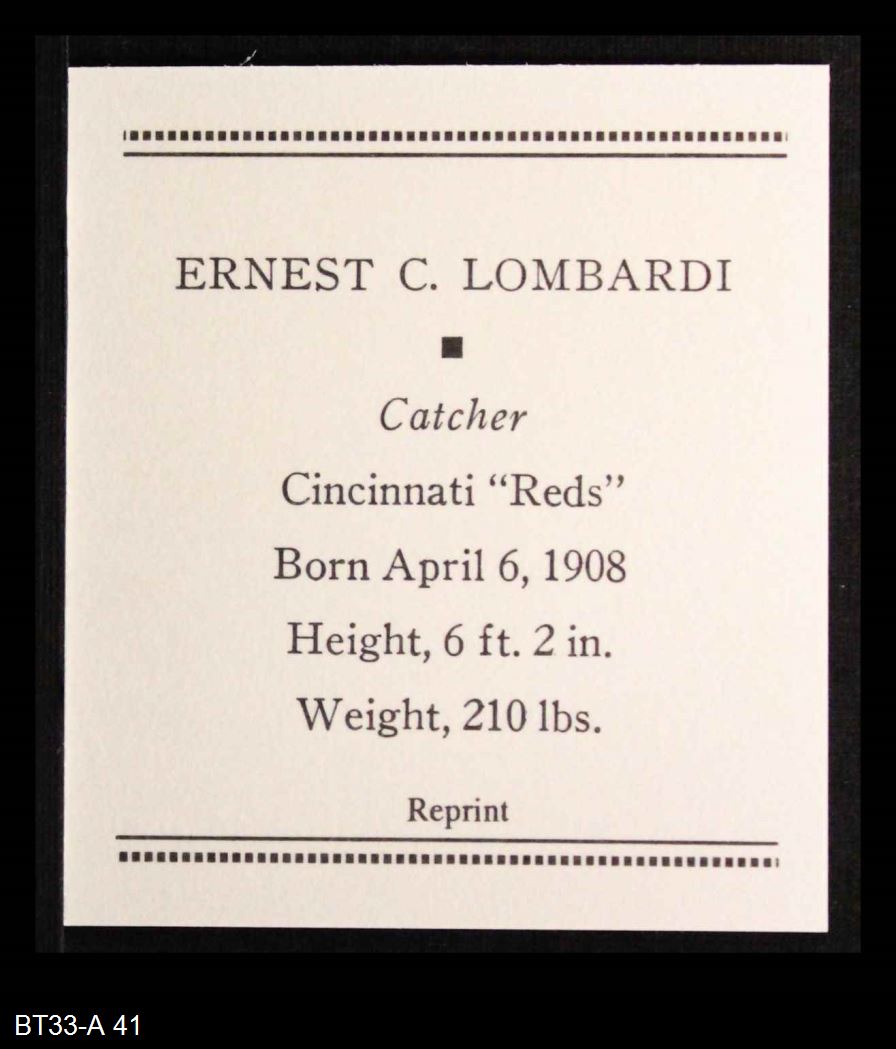 ERNEST C. LOMBARDI
Catcher
Cincinnati “Reds”
Born April 6, 1908
Height, 6 ft. 2 in.
Weight, 210 lbs.
Reprint
BT33-A 41